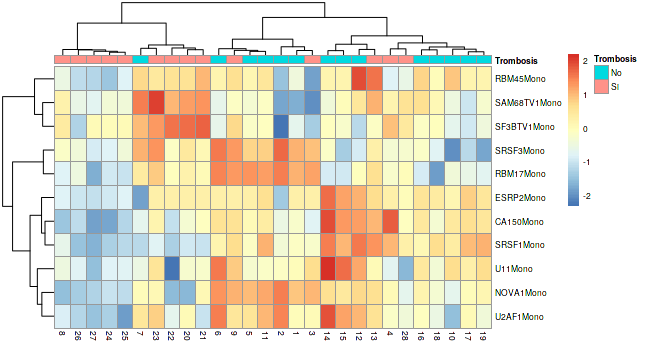 Trombosis
RBM45Mono
SAM68TV1Mono
SF3BTV1Mono
SRSF3Mono
RBM17Mono
ESRP2Mono
CA150Mono
SRSF1Mono
U11Mono
NOVA1Mono
U2AF1Mono
8 26 27 24 25 7 23 22 20 21 6 9 5 11 2 1 3 14 15 12 13 4 28 16 18 10 17 19
Trombosis
No
SI
2
1
0
-1
-2